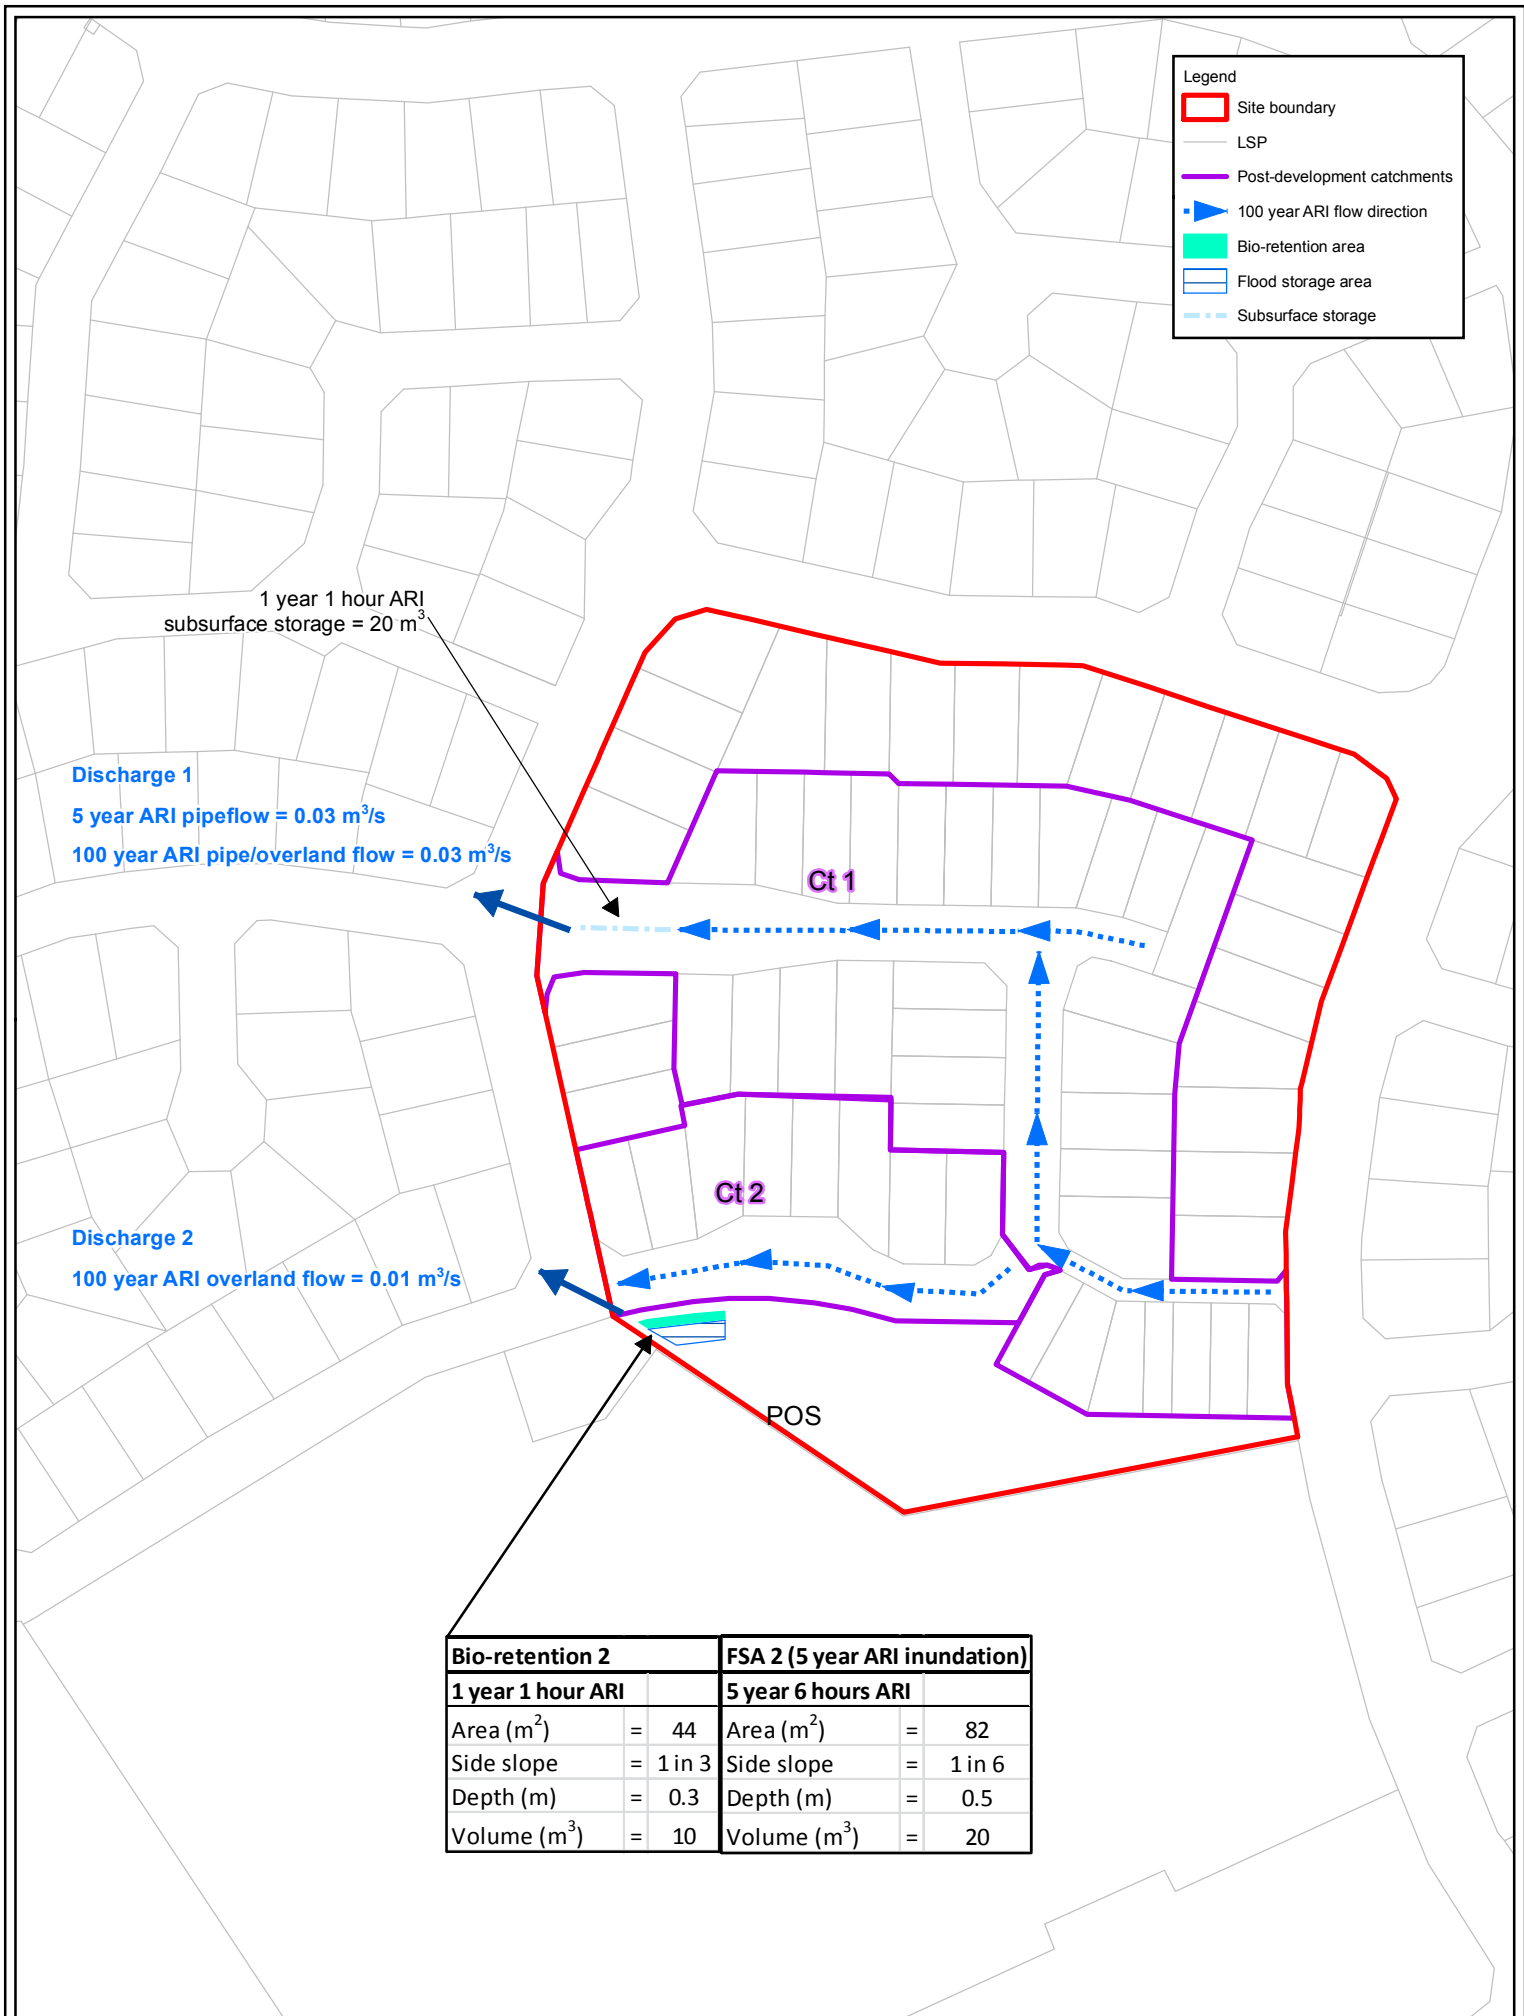 Legend
Site boundary
LSP
Post-development catchments
100 year ARI flow direction
Bio-retention area
Flood storage area
Subsurface storage
1 year 1 hour ARI
subsurface storage = 20 m³
Discharge 1
5 year ARI pipeflow = 0.03 m³/s
100 year ARI pipe/overland flow = 0.03 m³/s
Ct 1
Ct 2
Discharge 2
100 year ARI overland flow = 0.01 m³/s
POS
Bio-retention 2 FSA 2 (5 year ARI inundation)
1 year 1 hour ARI 5 year 6 hours ARI
Area (m²) = 44 Area (m²) = 82
Side slope = 1 in 3 Side slope = 1 in 6
Depth (m) = 0.3 Depth (m) = 0.5
Volume (m³) = 10 Volume (m³) = 20